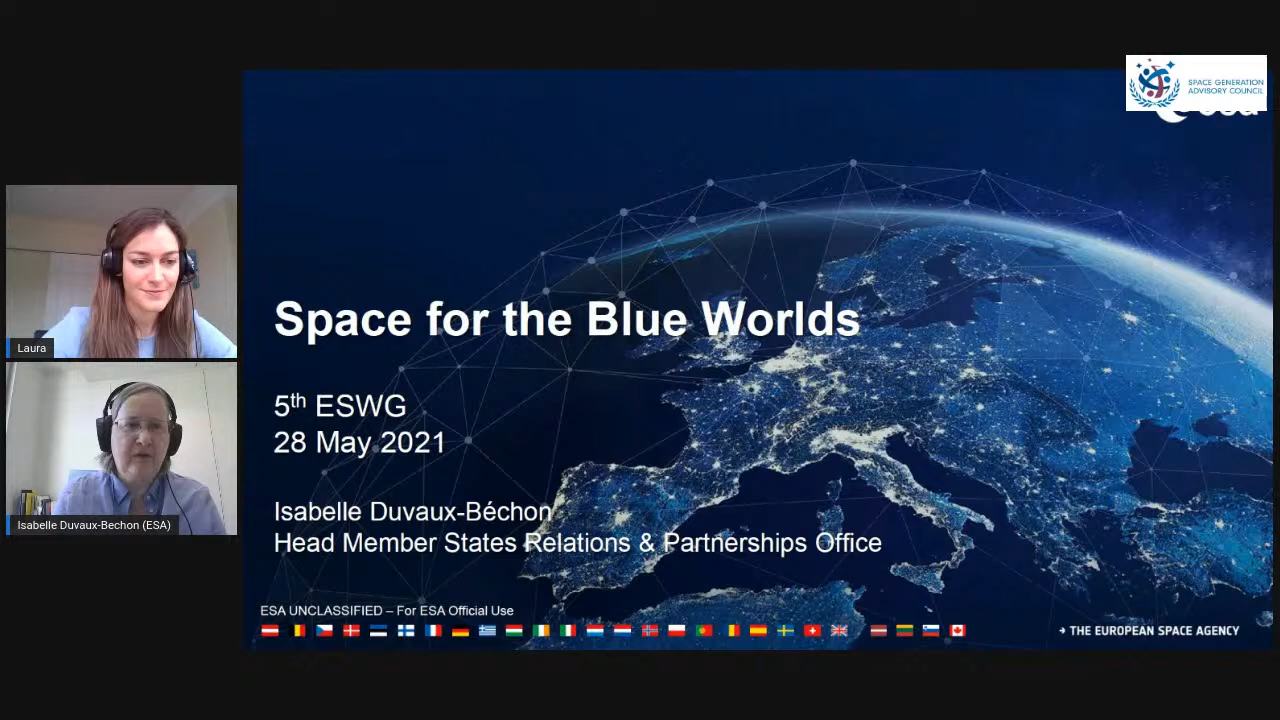 SPACE GENERATION
ADVISORY COUNCIL
esa
Space for the Blue Worlds
5th ESWG
28 May 2021
Isabelle Duvaux-Béchon
Head Member States Relations & Partnerships Office
ESA UNCLASSIFIED – For ESA Official Use
→ THE EUROPEAN SPACE AGENCY
Laura
Isabelle Duvaux-Bechon (ESA)